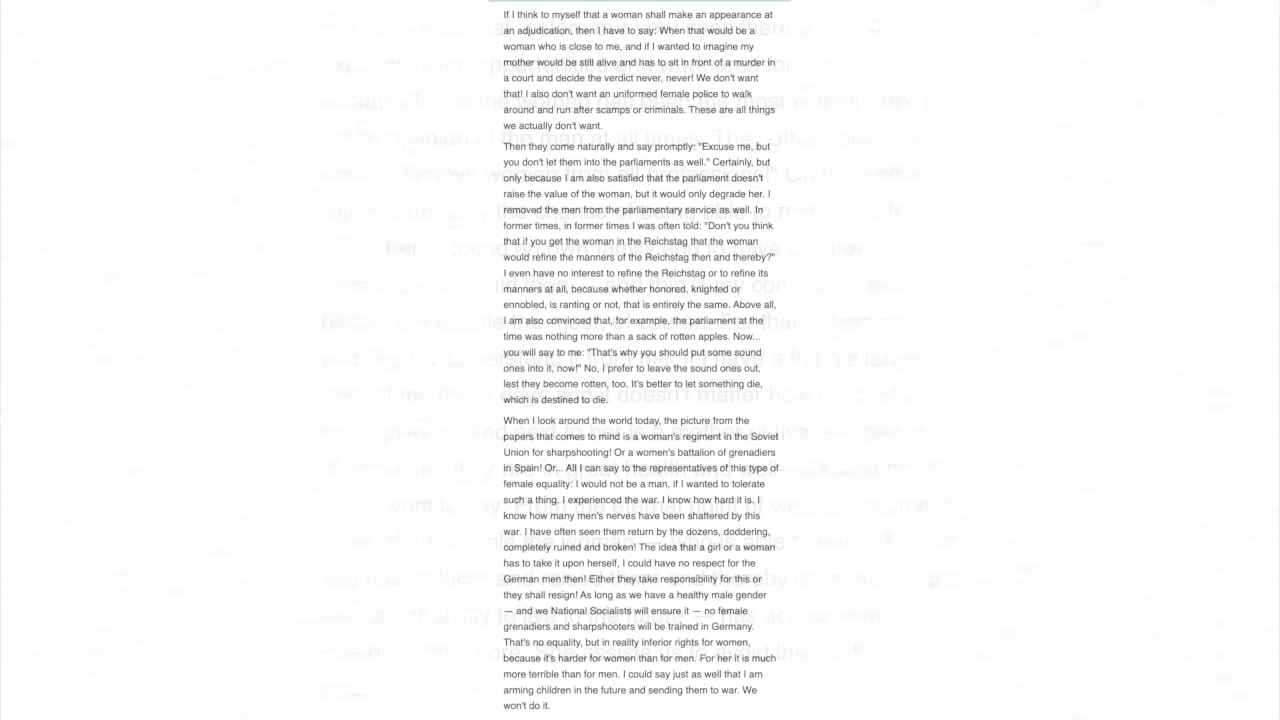 If I think to myself that a woman shall make an appearance at
an adjudication, then I have to say: When that would be a
woman who is close to me, and if I wanted to imagine my
mother would be still alive and has to sit in front of a murder in
a court and decide the verdict never, never! We don't want
that! I also don't want an uniformed female police to walk
around and run after scamps or criminals. These are all things
we actually don't want.
Then they come naturally and say promptly: "Excuse me, but
you don't let them into the parliaments as well." Certainly, but
only because I am also satisfied that the parliament doesn't
raise the value of the woman, but it would only degrade her. I
removed the men from the parliamentary service as well. In
former times, in former times I was often told: "Don't you think
that if you get the woman in the Reichstag that the woman
would refine the manners of the Reichstag then and thereby?"
I even have no interest to refine the Reichstag or to refine its
manners at all, because whether honored, knighted or
ennobled, is ranting or not, that is entirely the same. Above all,
I am also convinced that, for example, the parliament at the
time was nothing more than a sack of rotten apples. Now...
you will say to me: "That's why you should put some sound
ones into it, now!" No, I prefer to leave the sound ones out,
lest they become rotten, too. It's better to let something die,
which is destined to die.
When I look around the world today, the picture from the
papers that comes to mind is a woman's regiment in the Soviet
Union for sharpshooting! Or a women's battalion of grenadiers
in Spain! Or... All I can say to the representatives of this type of
female equality: I would not be a man, if I wanted to tolerate
such a thing. I experienced the war. I know how hard it is. I
know how many men's nerves have been shattered by this
war. I have often seen them return by the dozens, doddering,
completely ruined and broken! The idea that a girl or a woman
has to take it upon herself, I could have no respect for the
German men then! Either they take responsibility for this or
they shall resign! As long as we have a healthy male gender
— and we National Socialists will ensure it — no female
grenadiers and sharpshooters will be trained in Germany.
That's no equality, but in reality inferior rights for women,
because it's harder for women than for men. For her it is much
more terrible than for men. I could say just as well that I am
arming children in the future and sending them to war. We
won't do it.